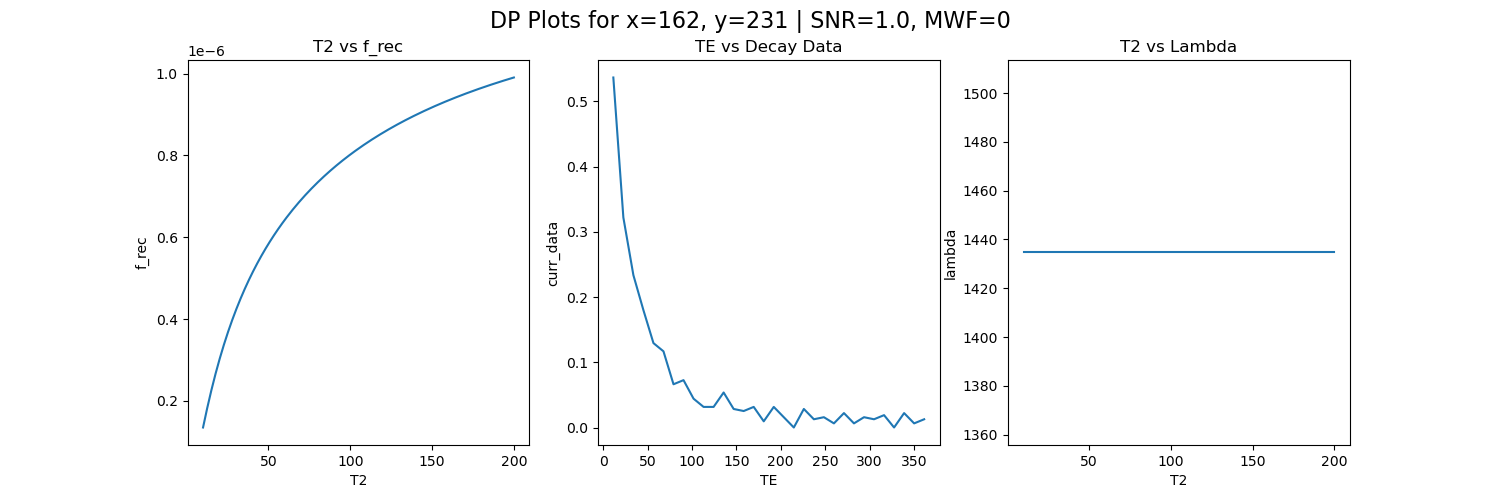 DP Plots for x=162, y=231 | SNR=1.0, MWF=0
T2 vs f_rec
1e−6
1.0
0.8
0.6
0.4
0.2
f_rec
50 100 150 200
T2
TE vs Decay Data
0.5
0.4
0.3
0.2
0.1
0.0
curr_data
0 50 100 150 200 250 300 350
TE
T2 vs Lambda
1500
1480
1460
1440
1420
1400
1380
1360
lambda
50 100 150 200
T2